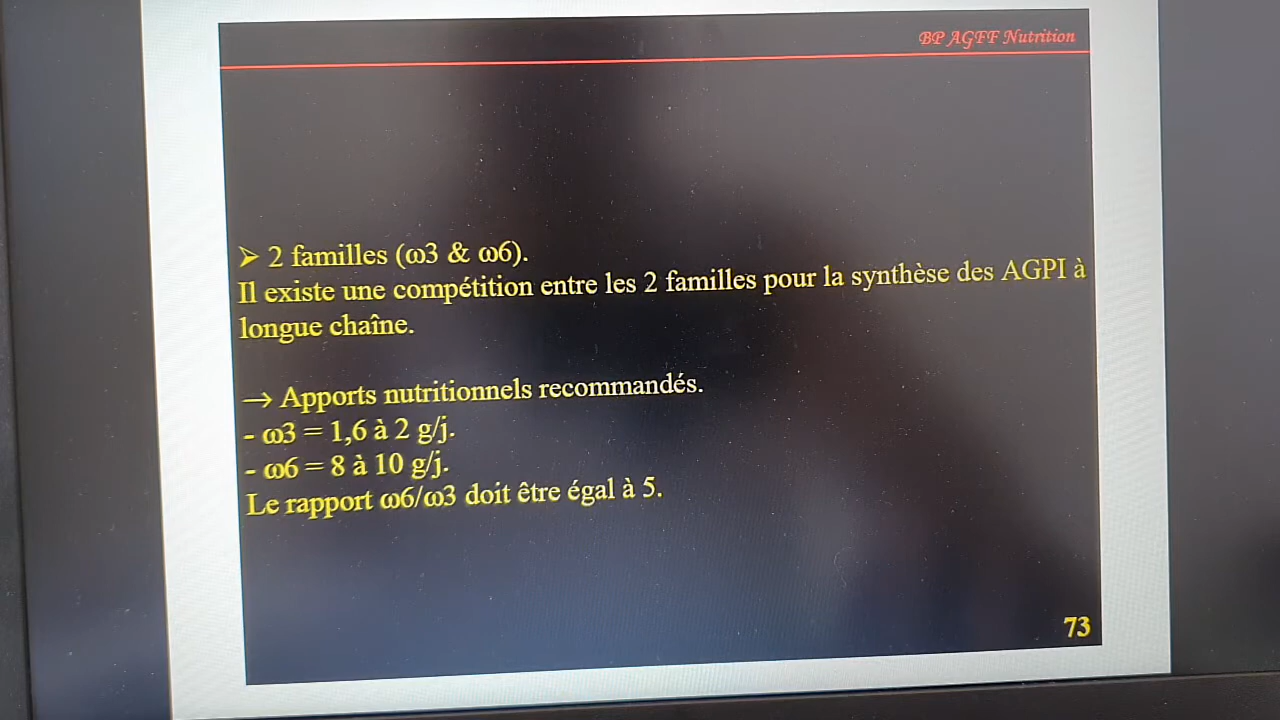 BP AGFF Nutrition
➢ 2 familles (ω3 & ω6).
Il existe une compétition entre les 2 familles pour la synthèse des AGPI à
longue chaîne.
→ Apports nutritionnels recommandés.
- ω3 = 1,6 à 2 g/j.
- ω6 = 8 à 10 g/j.
Le rapport ω6/ω3 doit être égal à 5.
73